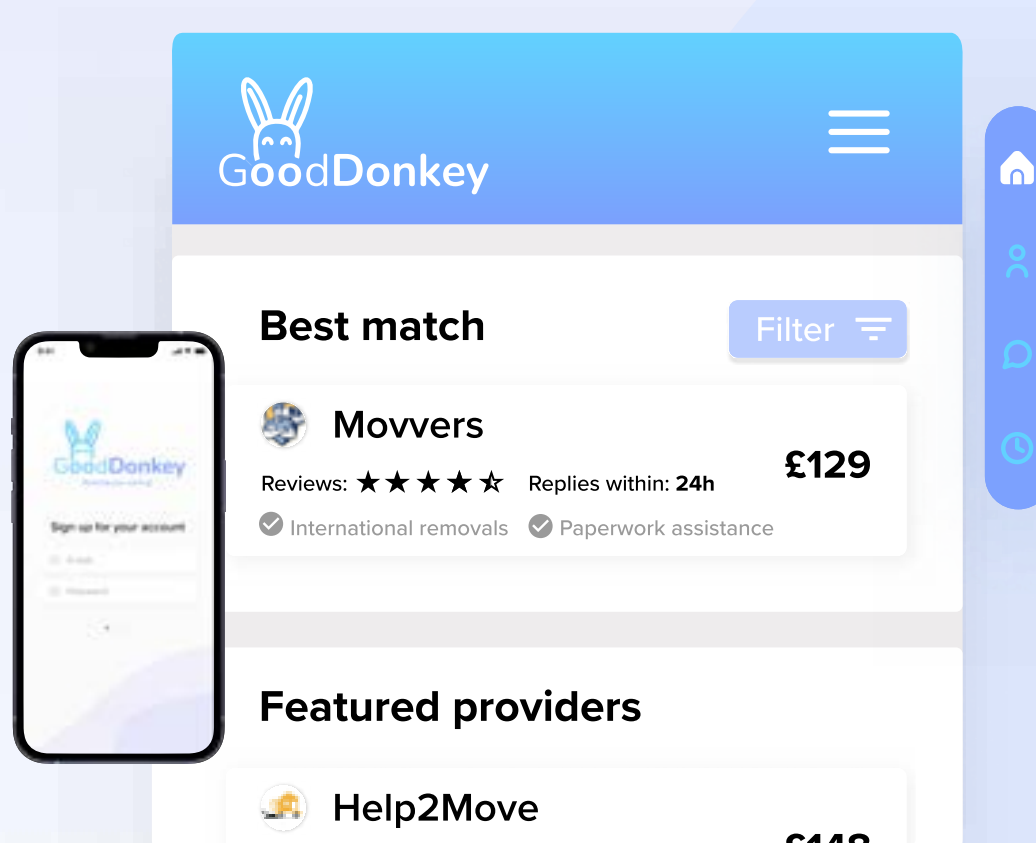 GoodDonkey
Best match
Filter
Movvers
£129
Reviews:
Replies within: 24h
International removals
Paperwork assistance
GoodDonkey
Sign up for your account
Featured providers
Help2Move
£148